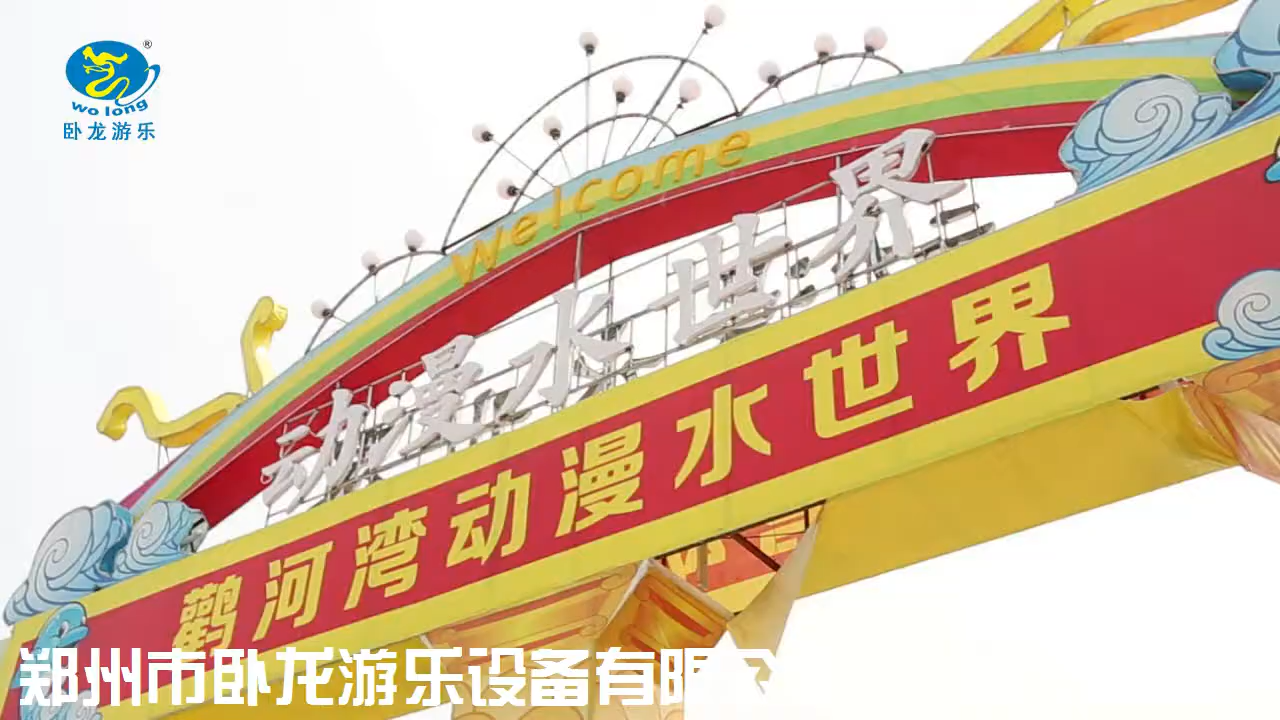 wo long
®
卧龙游乐
welcome
动漫水世界
鹳河湾动漫水世界
郑州市卧龙游乐设备有限